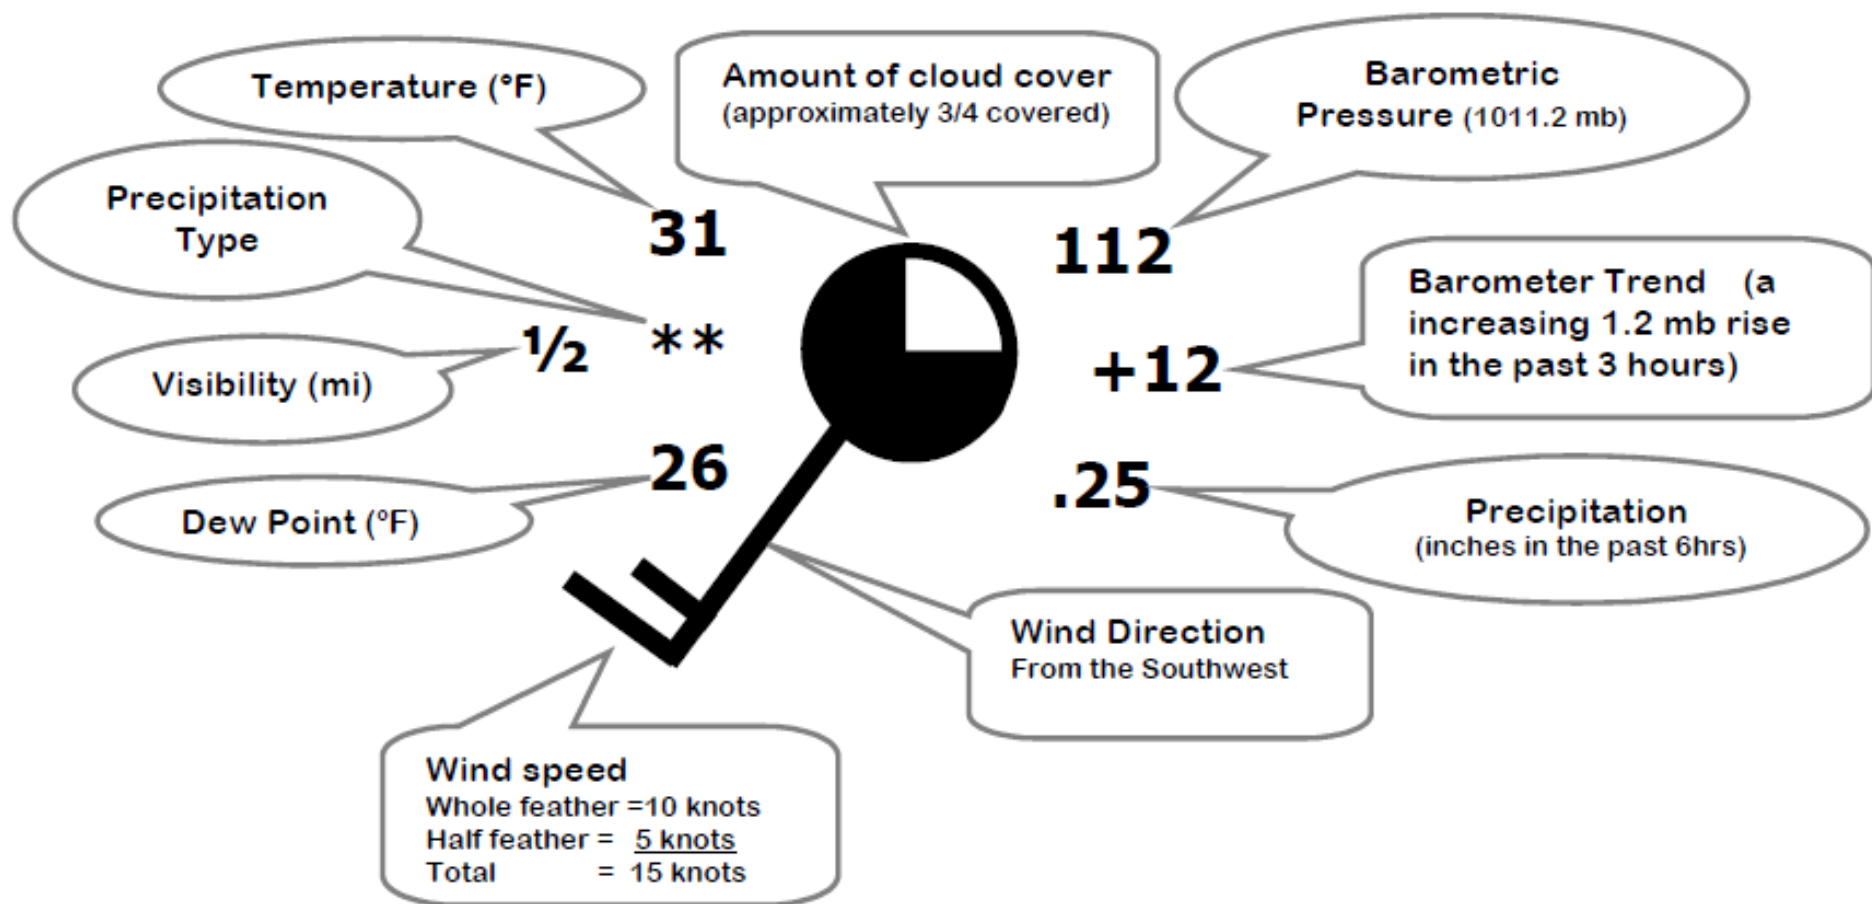 Temperature (°F)
Amount of cloud cover
(approximately 3/4 covered)
Barometric
Pressure (1011.2 mb)
Precipitation
Type
31
112
Barometer Trend (a
increasing 1.2 mb rise
in the past 3 hours)
½ **
+12
Visibility (mi)
26
.25
Dew Point (ºF)
Precipitation
(inches in the past 6hrs)
Wind Direction
From the Southwest
Wind speed
Whole feather =10 knots
Half feather = 5 knots
Total = 15 knots